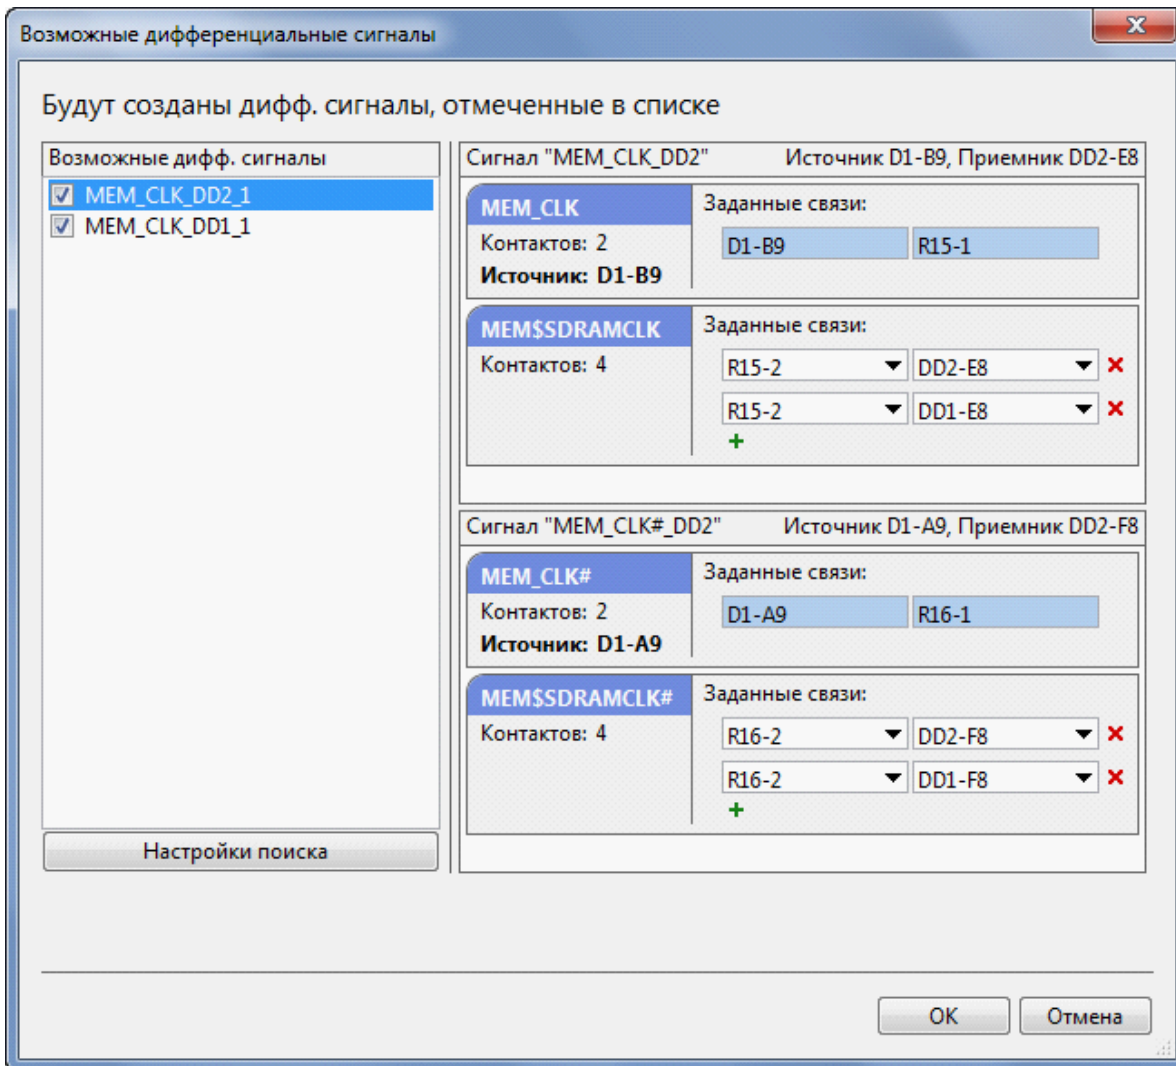 Возможные дифференциальные сигналы
Будут созданы дифф. сигналы, отмеченные в списке
Возможные дифф. сигналы
MEM_CLK_DD2_1
MEM_CLK_DD1_1
Настройки поиска
Сигнал "MEM_CLK_DD2" Источник D1-B9, Приемник DD2-E8
MEM_CLK
Контактов: 2
Источник: D1-B9
Заданные связи:
D1-B9 R15-1
MEM$SDRAMCLK
Контактов: 4
Заданные связи:
R15-2 DD2-E8
R15-2 DD1-E8
Сигнал "MEM_CLK#_DD2" Источник D1-A9, Приемник DD2-F8
MEM_CLK#
Контактов: 2
Источник: D1-A9
Заданные связи:
D1-A9 R16-1
MEM$SDRAMCLK#
Контактов: 4
Заданные связи:
R16-2 DD2-F8
R16-2 DD1-F8
OK Отмена